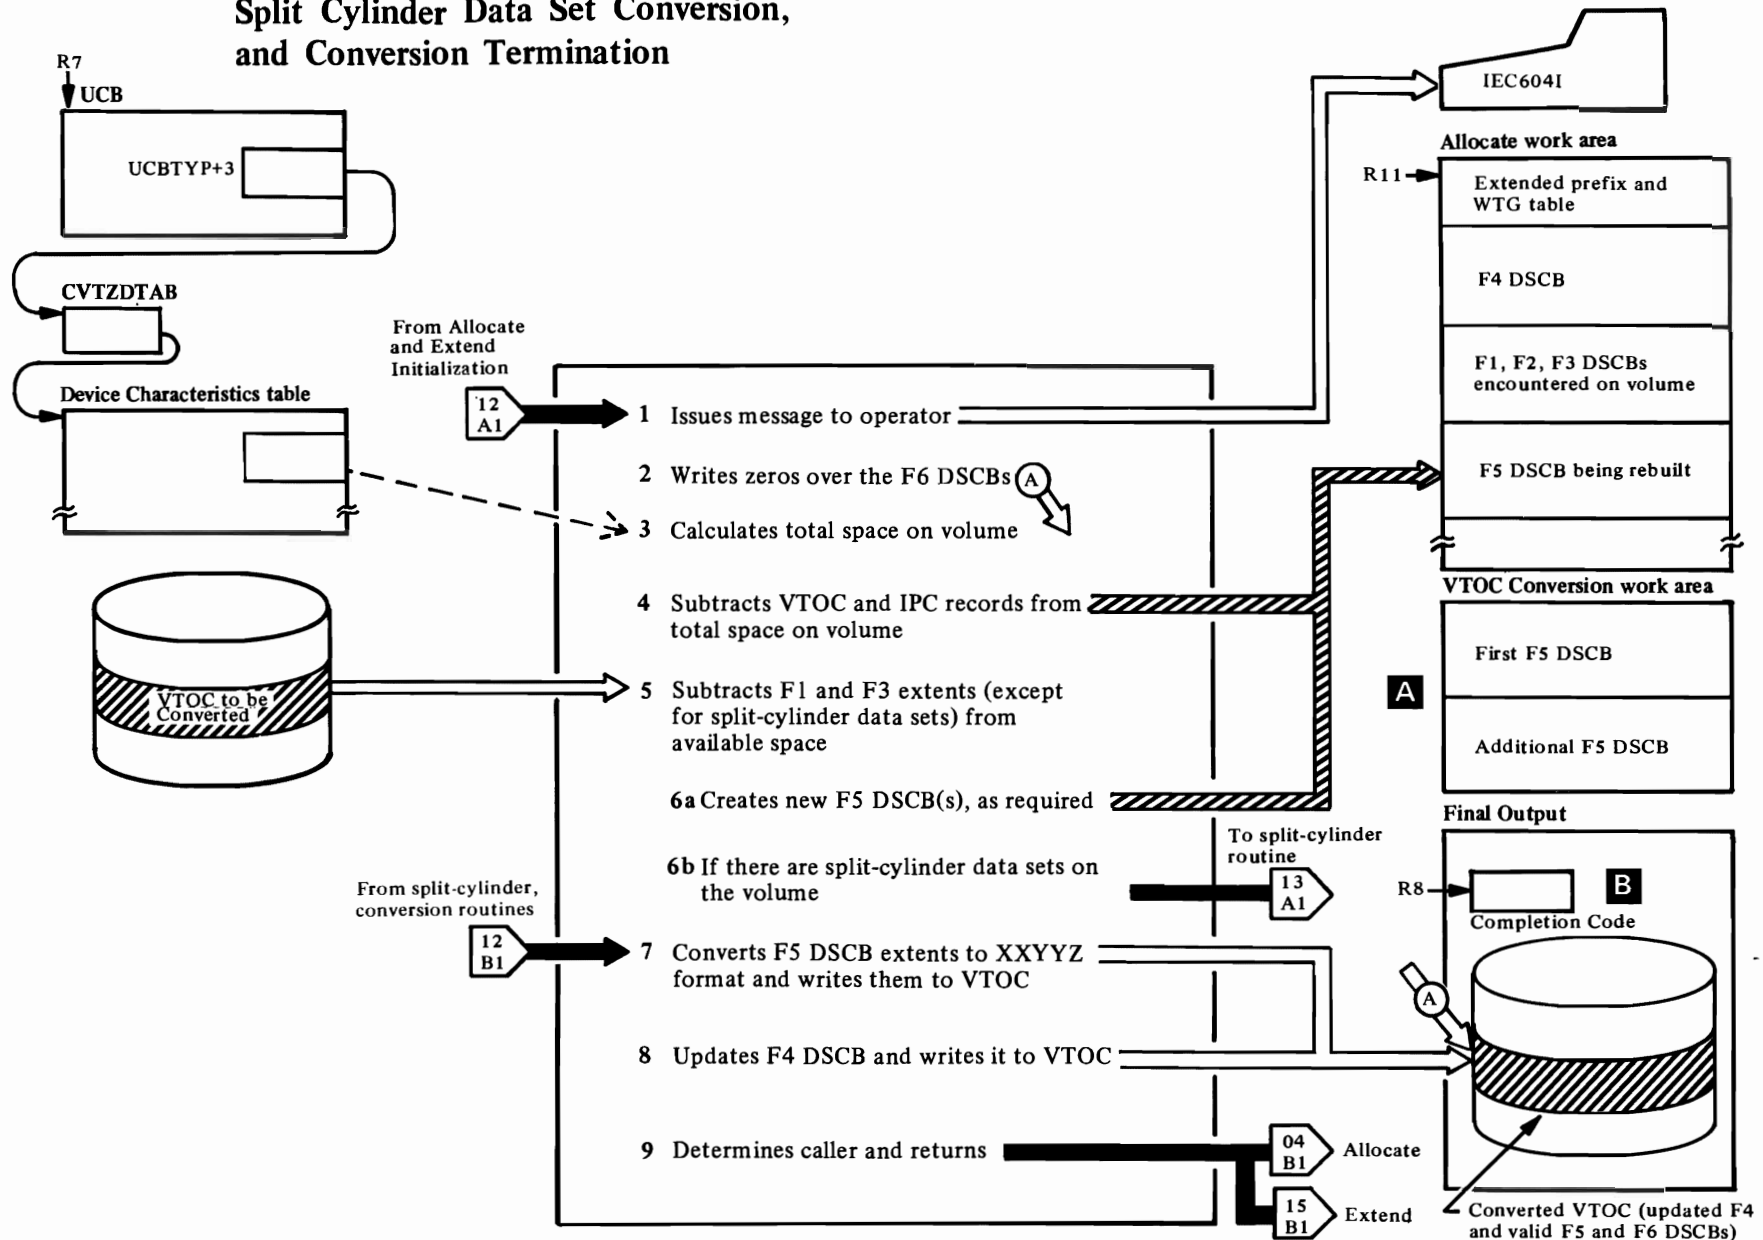 Split Cylinder Data Set Conversion,
and Conversion Termination
R7
UCB
UCBTYP+3
CVTZDTAB
Device Characteristics table
VTOC to be
Converted
From Allocate
and Extend
Initialization
12
A1
1 Issues message to operator
2 Writes zeros over the F6 DSCBs
A
3 Calculates total space on volume
4 Subtracts VTOC and IPC records from
total space on volume
5 Subtracts F1 and F3 extents (except
for split-cylinder data sets) from
available space
6a Creates new F5 DSCB(s), as required
6b If there are split-cylinder data sets on
the volume
To split-cylinder
routine
13
A1
From split-cylinder,
conversion routines
12
B1
7 Converts F5 DSCB extents to XXYYZ
format and writes them to VTOC
8 Updates F4 DSCB and writes it to VTOC
9 Determines caller and returns
04
B1
Allocate
15
B1
Extend
IEC604I
Allocate work area
R11
Extended prefix and
WTG table
F4 DSCB
F1, F2, F3 DSCBs
encountered on volume
F5 DSCB being rebuilt
VTOC Conversion work area
A
First F5 DSCB
Additional F5 DSCB
Final Output
R8
B
Completion Code
A
Converted VTOC (updated F4
and valid F5 and F6 DSCBs)